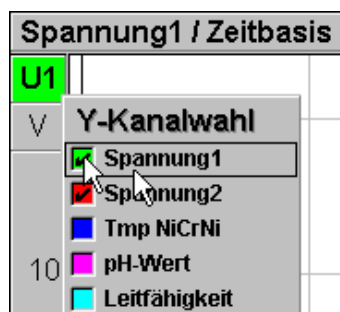 Spannung1 / Zeitbasis
U1
V
Y-Kanalwahl
Spannung1
Spannung2
Tmp NiCrNi
10
pH-Wert
Leitfähigkeit